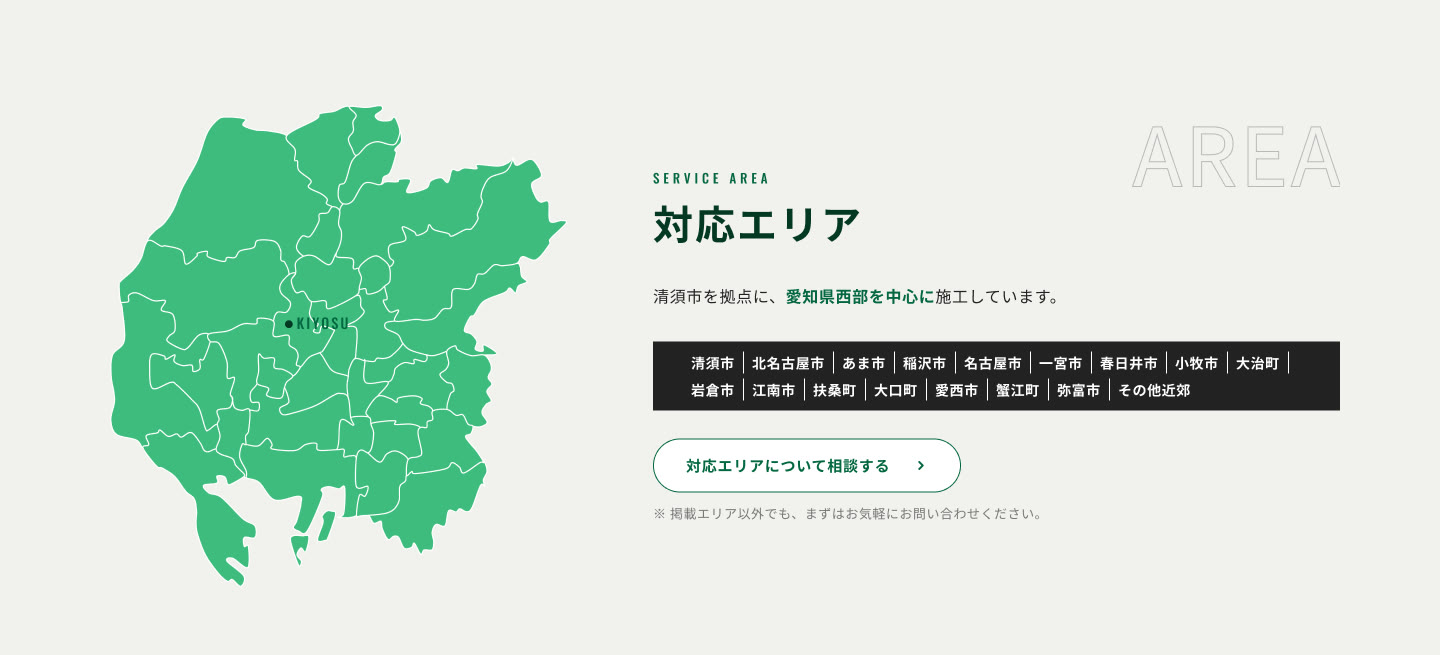 AREA
SERVICE AREA
対応エリア
清須市を拠点に、愛知県西部を中心に施工しています。
清須市 北名古屋市 あま市 稲沢市 名古屋市 一宮市 春日井市 小牧市 大治町
岩倉市 江南市 扶桑町 大口町 愛西市 蟹江町 弥富市 その他近郊
対応エリアについて相談する
※ 掲載エリア以外でも、まずはお気軽にお問い合わせください。
KIYOSU